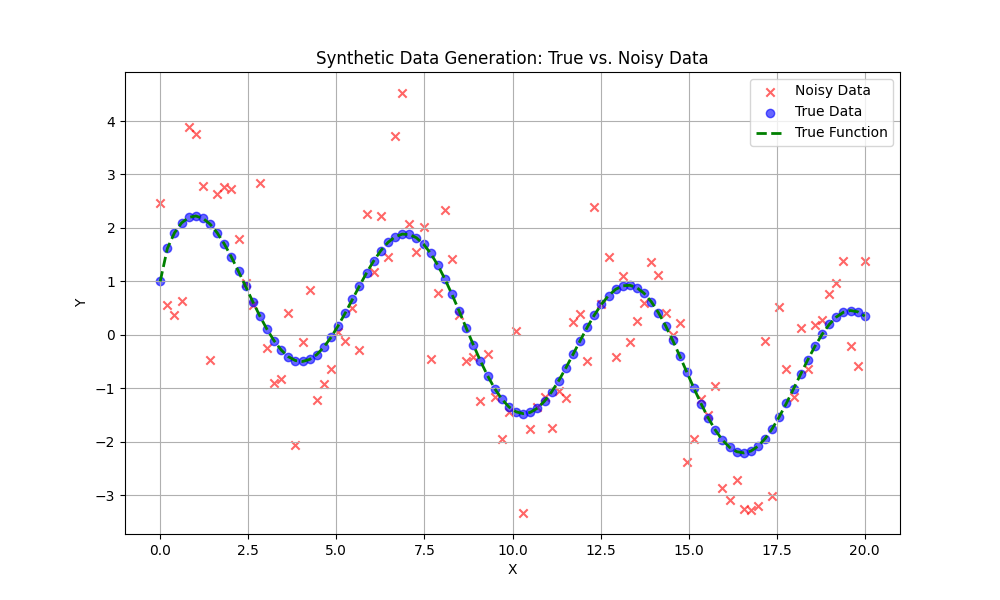 Synthetic Data Generation: True vs. Noisy Data
Noisy Data
True Data
True Function
4
3
2
1
0
−1
−2
−3
Y
0.0 2.5 5.0 7.5 10.0 12.5 15.0 17.5 20.0
X